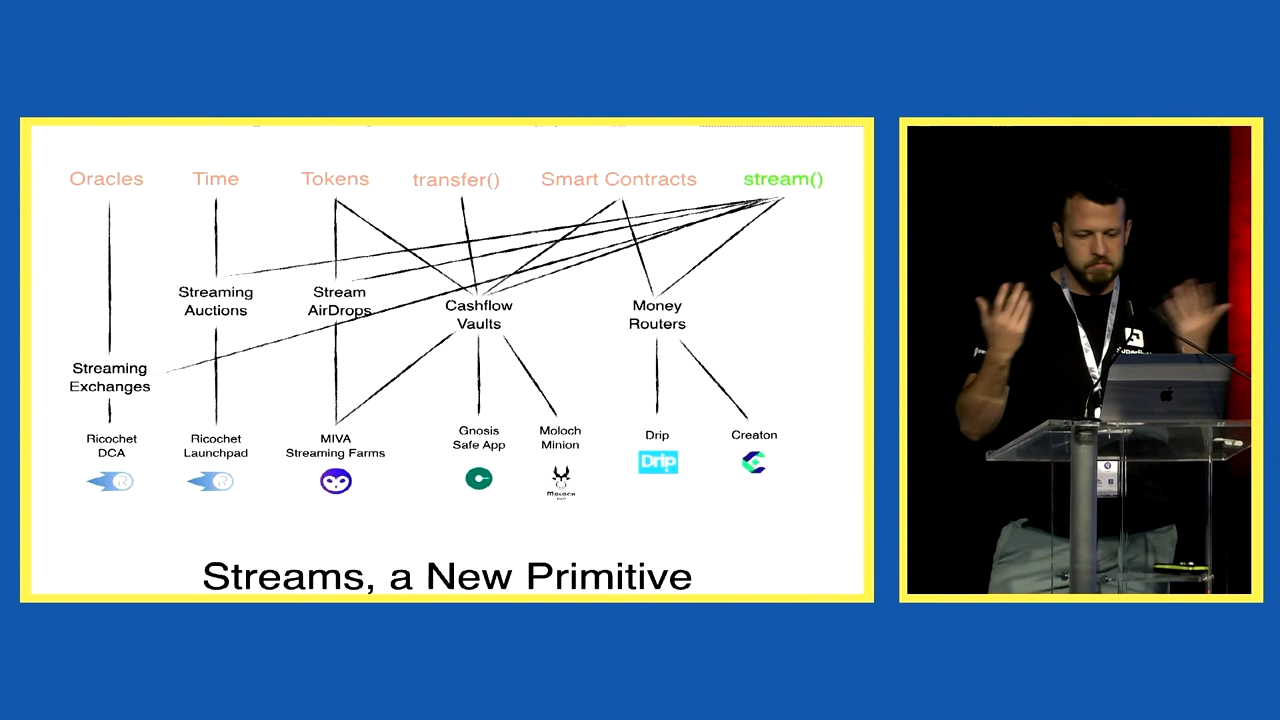 Oracles
Time
Tokens
transfer()
Smart Contracts
stream()
Streaming
Auctions
Stream
AirDrops
Cashflow
Vaults
Money
Routers
Streaming
Exchanges
Ricochet
DCA
Ricochet
Launchpad
MIVA
Streaming Farms
Gnosis
Safe App
Moloch
Minion
Drip
Creaton
R
R
Drip
MOLOCH
Streams, a New Primitive